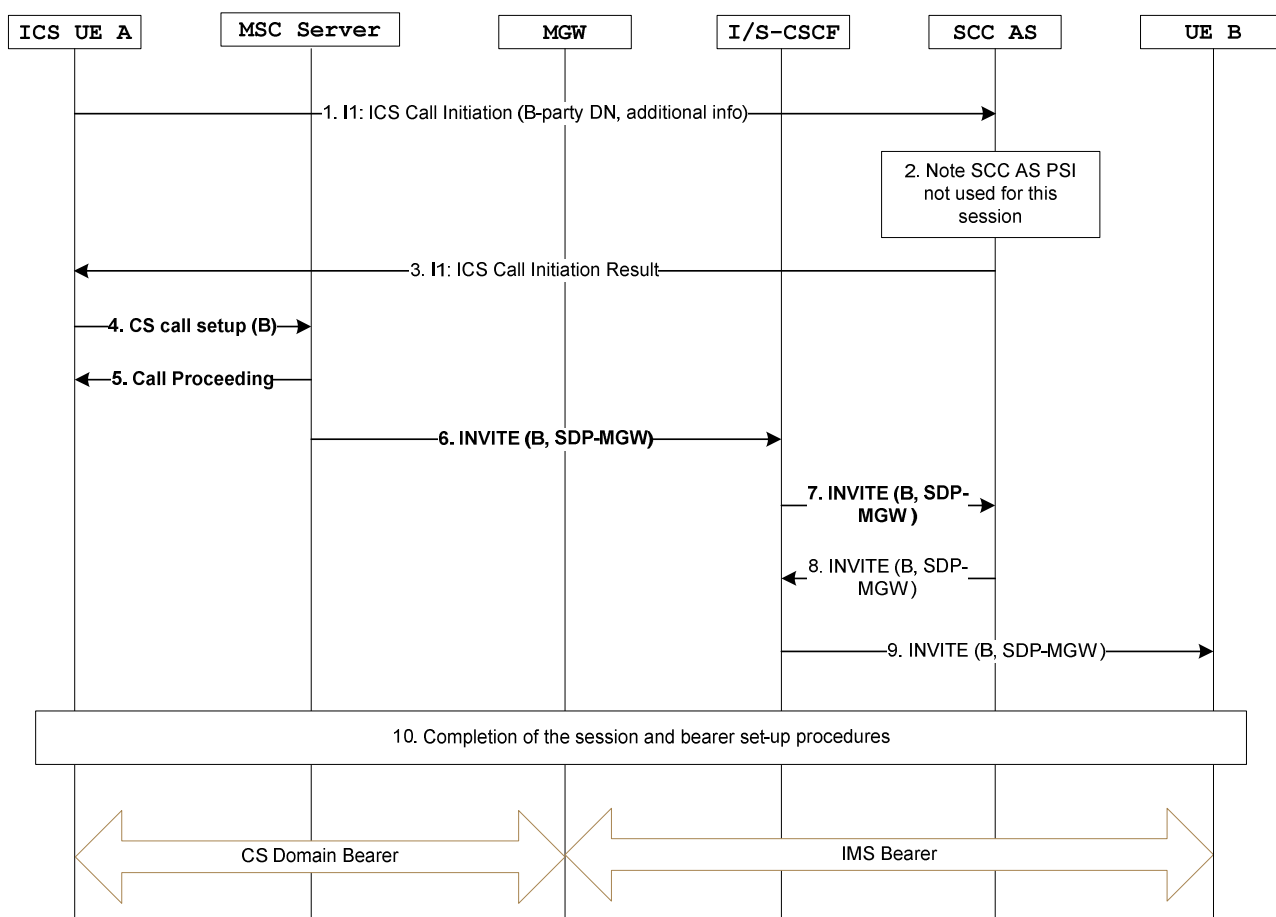 ICS UE A
MSC Server
MGW
I/S-CSCF
SCC AS
UE B
1. I1: ICS Call Initiation (B-party DN, additional info)
2. Note SCC AS PSI
not used for this
session
3. I1: ICS Call Initiation Result
4. CS call setup (B)
5. Call Proceeding
6. INVITE (B, SDP-MGW)
7. INVITE (B, SDP-
MGW )
8. INVITE (B, SDP-
MGW)
9. INVITE (B, SDP-MGW)
10. Completion of the session and bearer set-up procedures
CS Domain Bearer
IMS Bearer